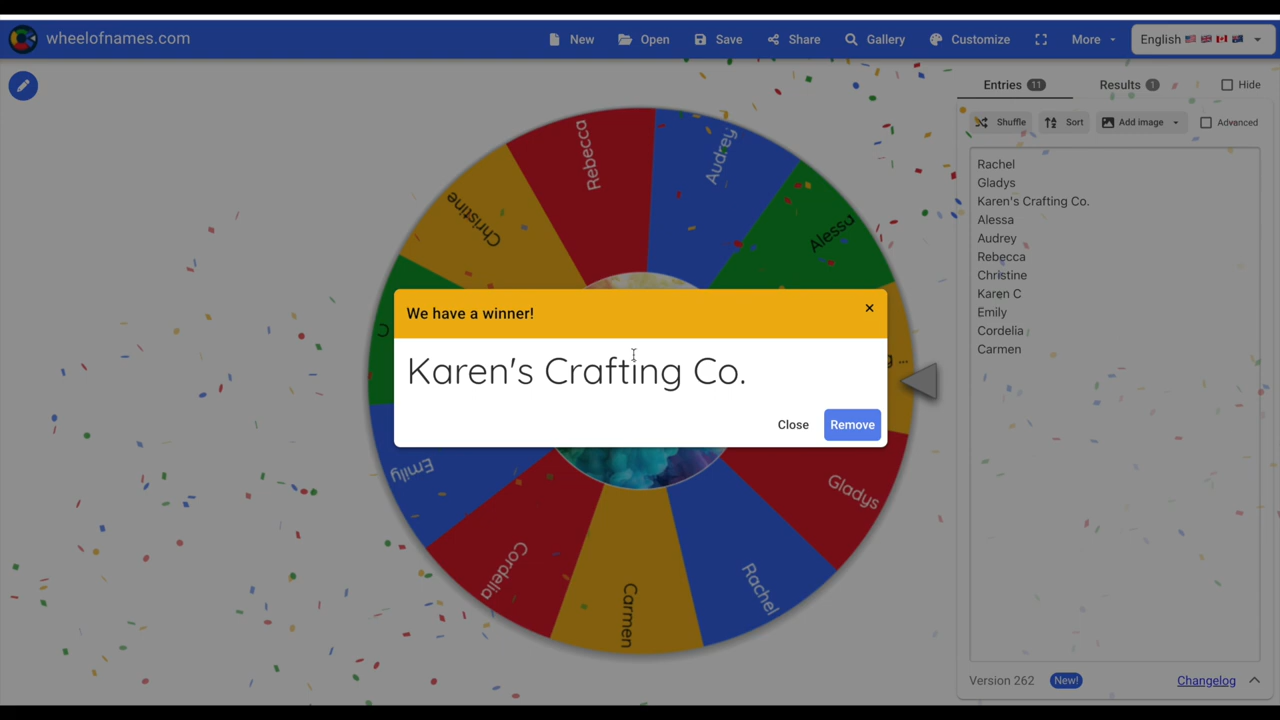 wheelofnames.com
New
Open
Save
Share
Gallery
Customize
More
English
Entries 11
Results 1
Hide
Shuffle
Sort
Add image
Advanced
Rachel
Gladys
Karen's Crafting Co.
Alessa
Audrey
Rebecca
Christine
Karen C
Emily
Cordelia
Carmen
Rebecca
Audrey
Alessa
Christine
C
g ...
We have a winner!
×
Karen's Crafting Co.
Close
Remove
Emily
Gladys
Cordelia
Carmen
Rachel
Version 262
New!
Changelog